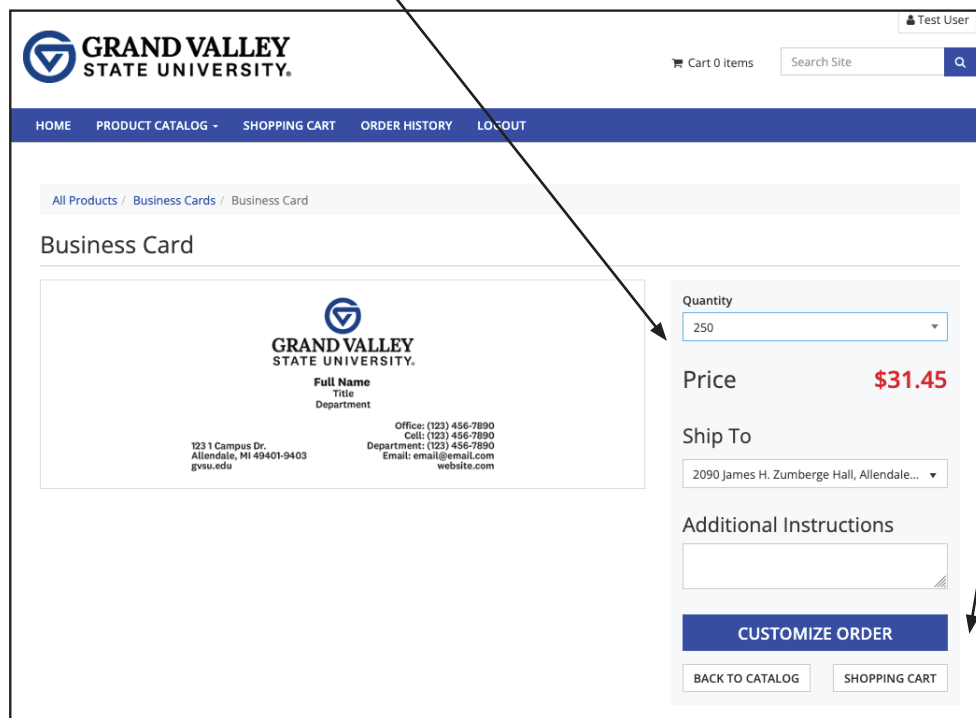 Test User
GRAND VALLEY
STATE UNIVERSITY.
Cart 0 items
Search Site
HOME PRODUCT CATALOG SHOPPING CART ORDER HISTORY LOGOUT
All Products / Business Cards / Business Card
Business Card
GRAND VALLEY
STATE UNIVERSITY.
Full Name
Title
Department
Office: (123) 456-7890
Cell: (123) 456-7890
123 1 Campus Dr. Department: (123) 456-7890
Allendale, MI 49401-9403 Email: email@email.com
gvsu.edu website.com
Quantity
250
Price $31.45
Ship To
2090 James H. Zumberge Hall, Allendale...
Additional Instructions
CUSTOMIZE ORDER
BACK TO CATALOG SHOPPING CART